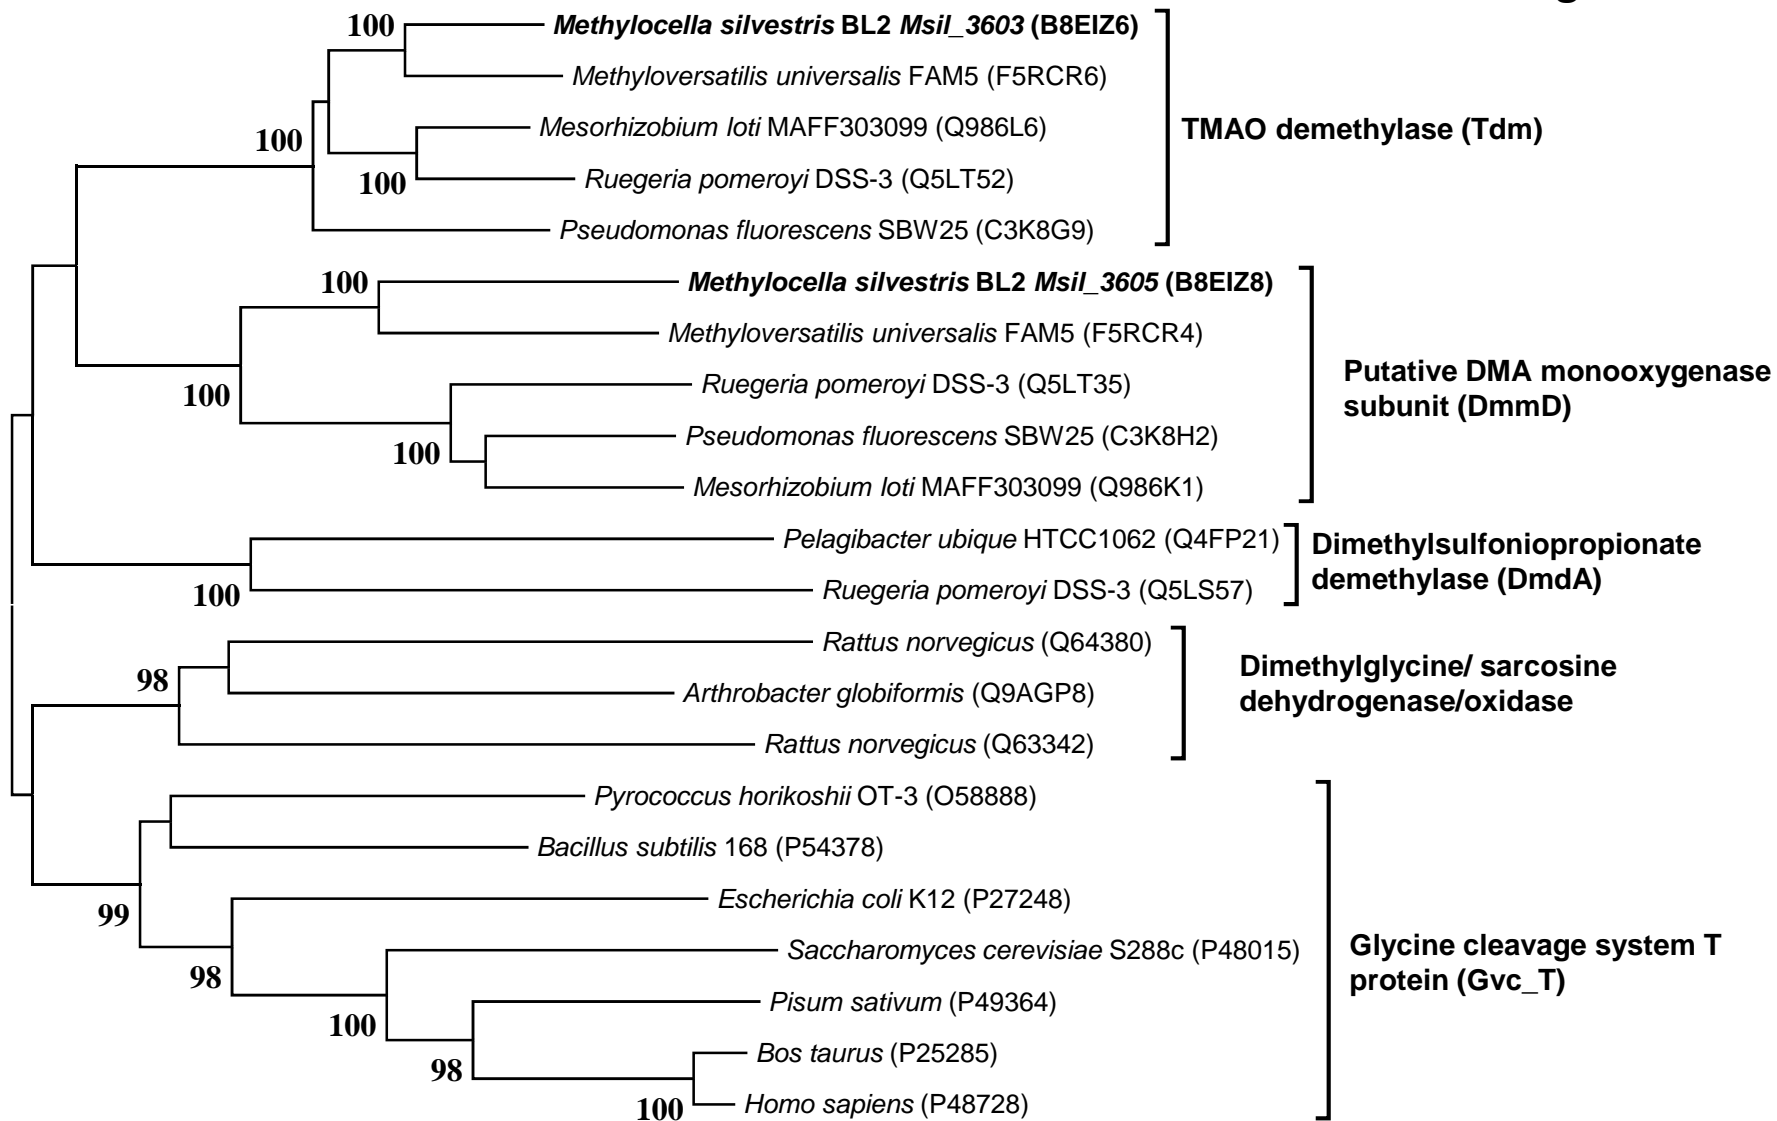 g
100
Methylocella silvestris BL2 Msil_3603 (B8EIZ6)
Methyloversatilis universalis FAM5 (F5RCR6)
100
Mesorhizobium loti MAFF303099 (Q986L6)
TMAO demethylase (Tdm)
100
Ruegeria pomeroyi DSS-3 (Q5LT52)
Pseudomonas fluorescens SBW25 (C3K8G9)
100
Methylocella silvestris BL2 Msil_3605 (B8EIZ8)
Methyloversatilis universalis FAM5 (F5RCR4)
100
Ruegeria pomeroyi DSS-3 (Q5LT35)
Putative DMA monooxygenase
subunit (DmmD)
100
Pseudomonas fluorescens SBW25 (C3K8H2)
Mesorhizobium loti MAFF303099 (Q986K1)
Pelagibacter ubique HTCC1062 (Q4FP21)
Dimethylsulfoniopropionate
demethylase (DmdA)
100
Ruegeria pomeroyi DSS-3 (Q5LS57)
Rattus norvegicus (Q64380)
98
Arthrobacter globiformis (Q9AGP8)
Dimethylglycine/ sarcosine
dehydrogenase/oxidase
Rattus norvegicus (Q63342)
Pyrococcus horikoshii OT-3 (O58888)
Bacillus subtilis 168 (P54378)
99
Escherichia coli K12 (P27248)
98
Saccharomyces cerevisiae S288c (P48015)
Glycine cleavage system T
protein (Gvc_T)
100
Pisum sativum (P49364)
98
Bos taurus (P25285)
100
Homo sapiens (P48728)